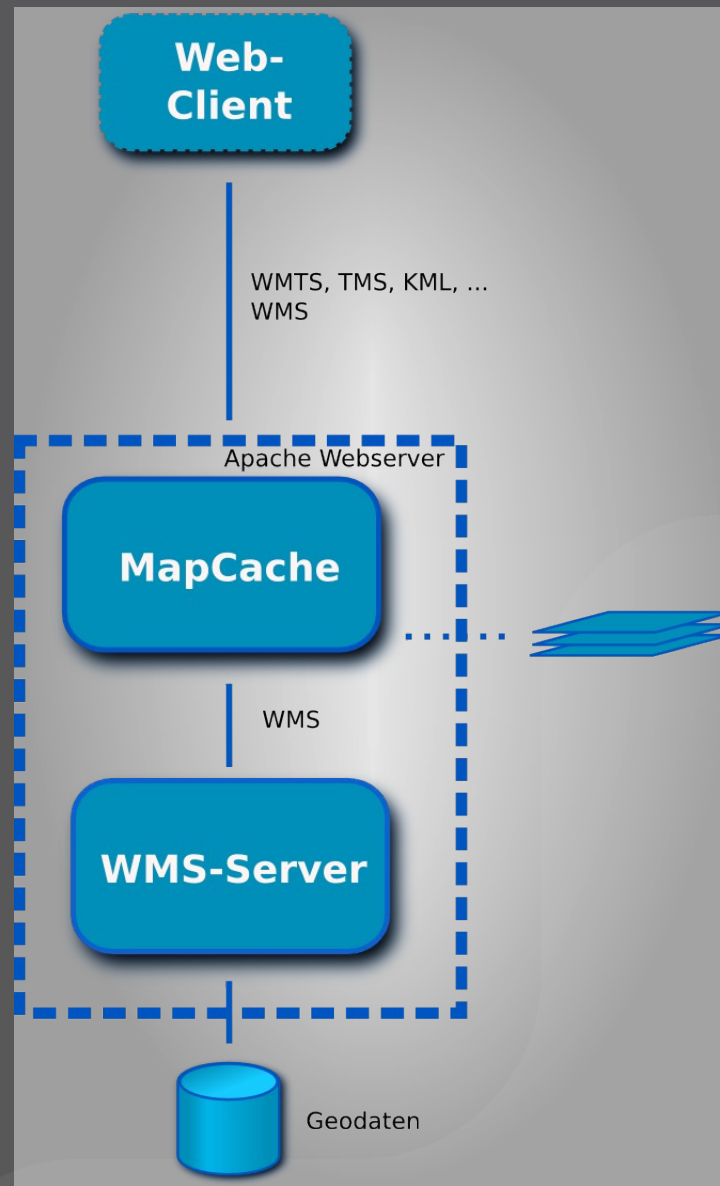 Web-
Client
WMTS, TMS, KML, ...
WMS
Apache Webserver
MapCache
WMS
WMS-Server
Geodaten